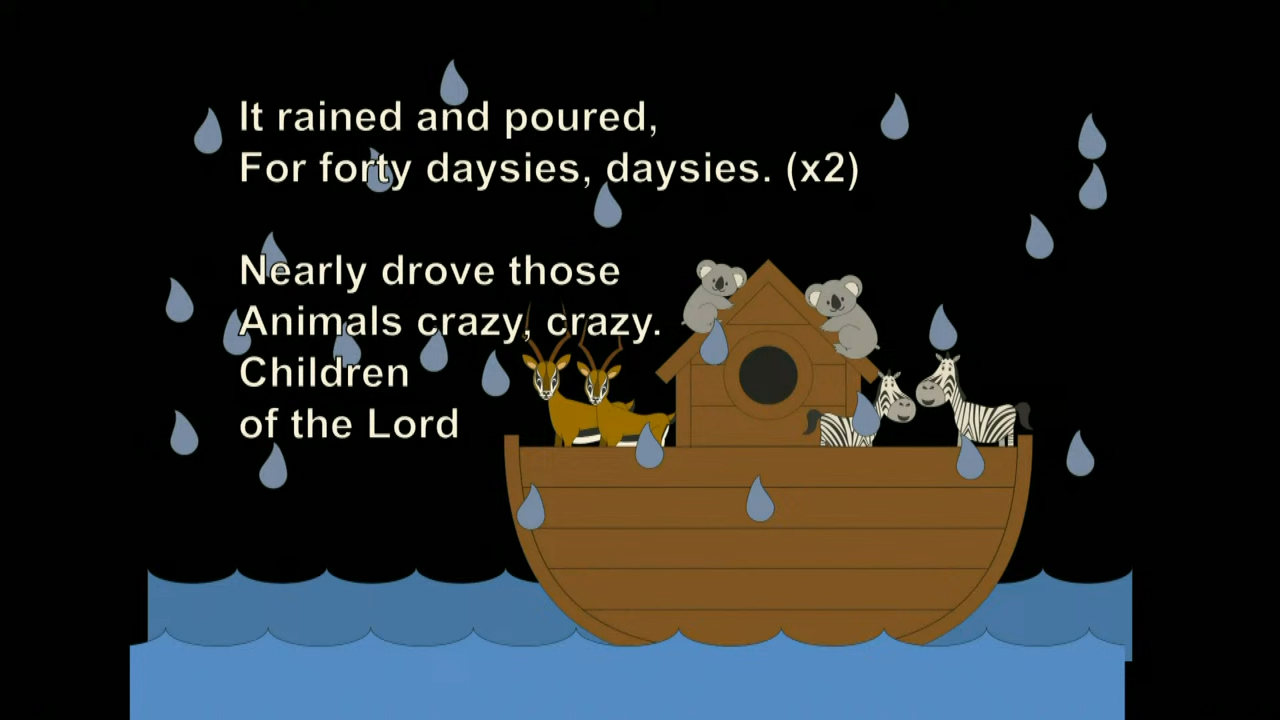 It rained and poured,
For forty daysies, daysies. (x2)
Nearly drove those
Animals crazy, crazy.
Children
of the Lord